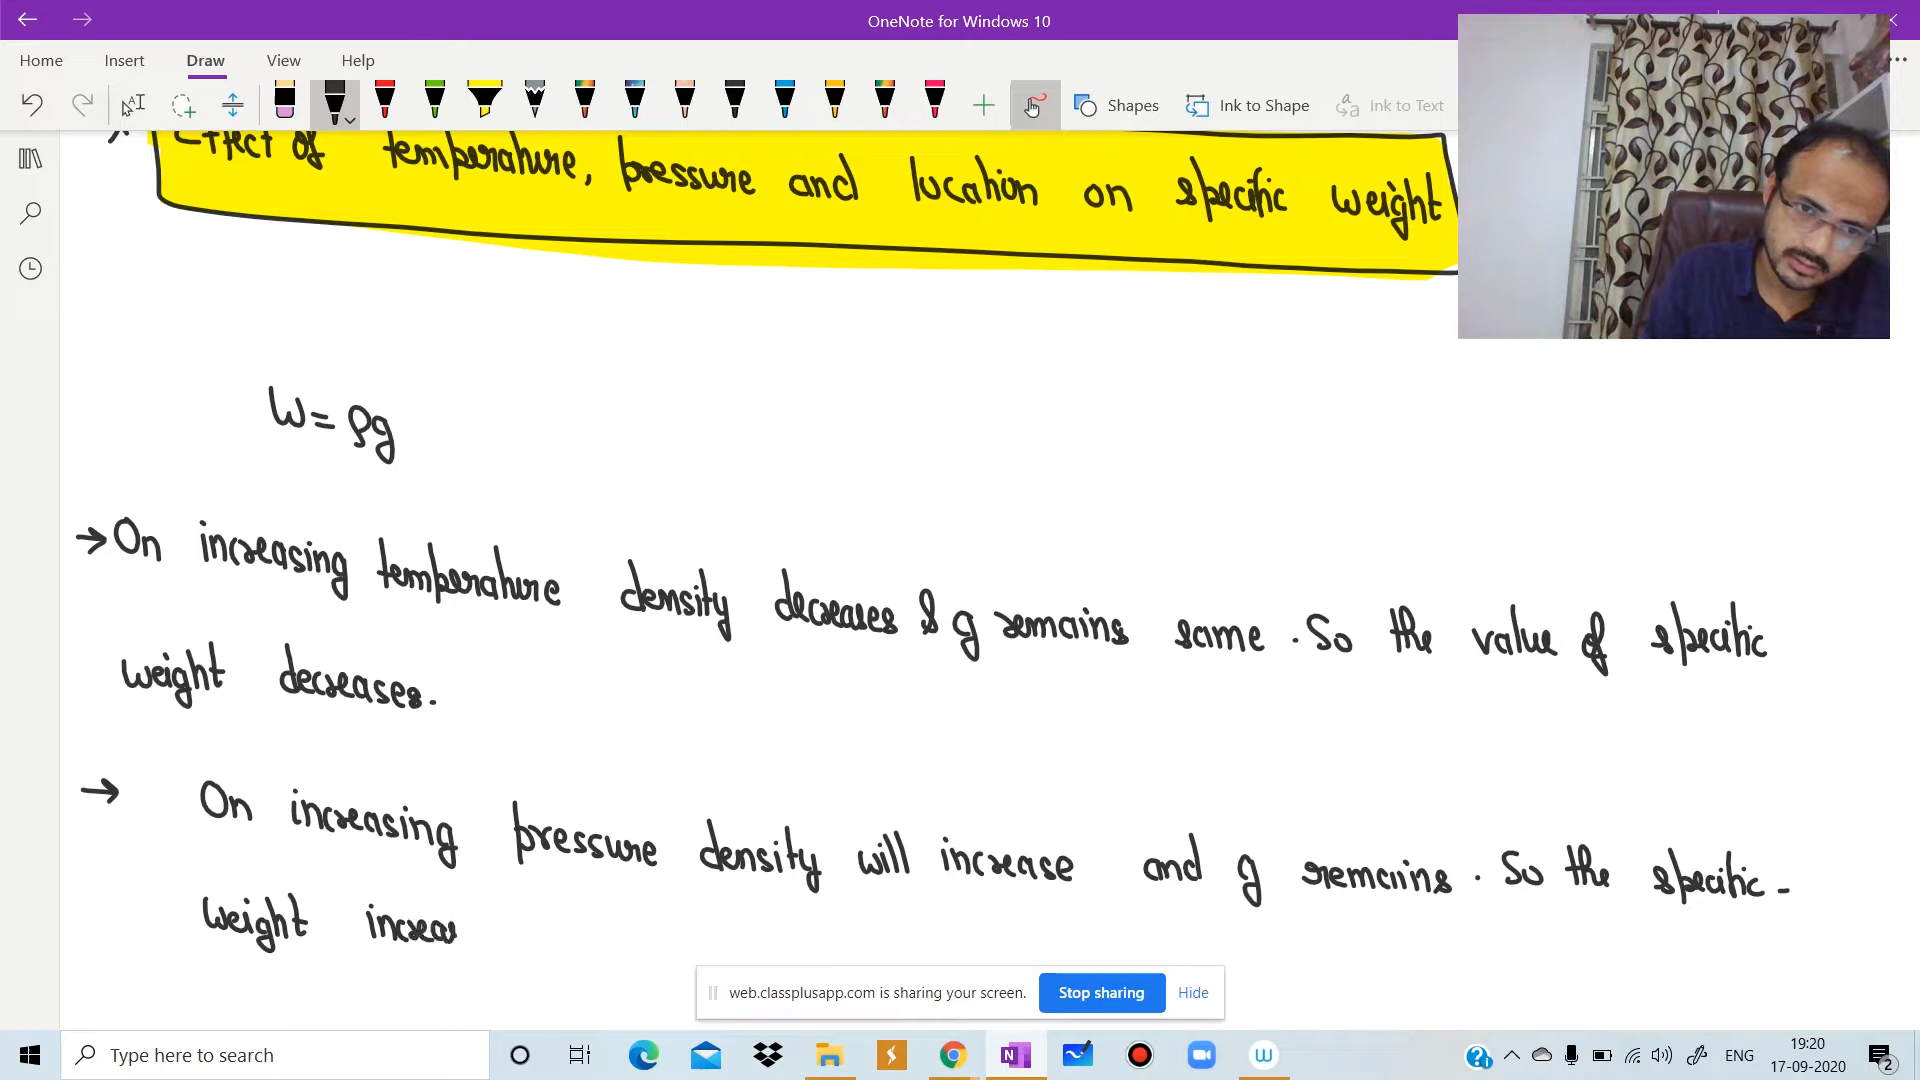 OneNote for Windows 10
Home Insert Draw View Help
Shapes Ink to Shape Ink to Text
Effect of temperature, pressure and location on specific weight
W = ρg
→ On increasing temperature density decreases & g remains same. So the value of specific
weight decreases.
→ On increasing pressure density will increase and g remains. So the specific-
weight increas
web.classplusapp.com is sharing your screen. Stop sharing Hide
Type here to search
ENG
19:20
17-09-2020
2